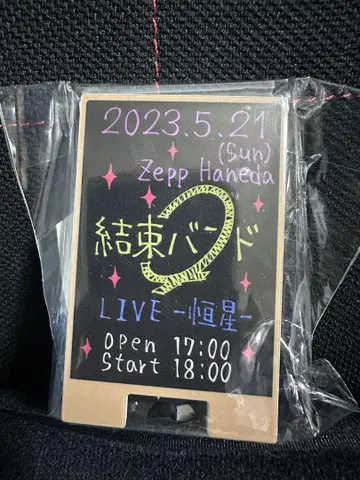 2023.5.21
(Sun)
Zepp Haneda
結束バンド
LIVE -恒星-
Open 17:00
Start 18:00